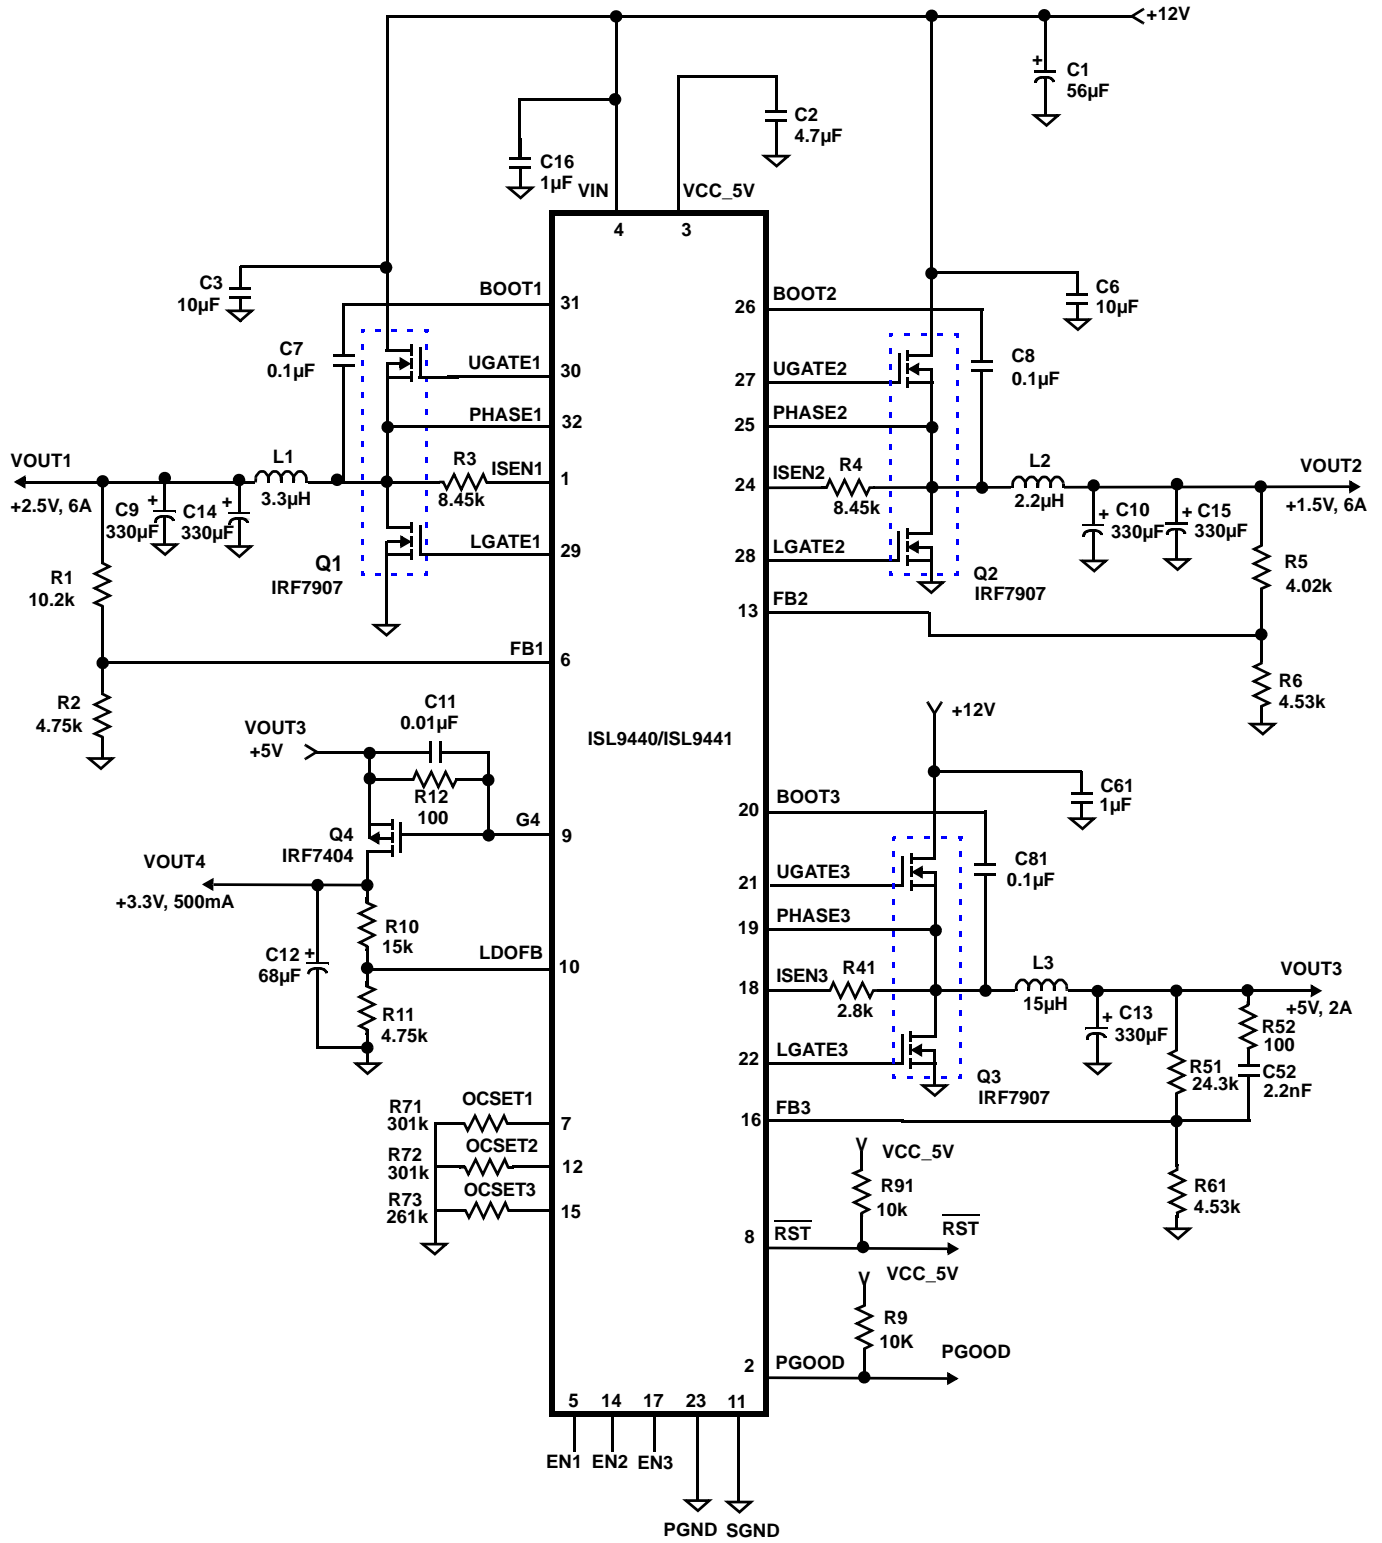 +12V
C1
56µF
C2
4.7µF
C16
1µF
VIN
VCC_5V
4
3
C3
10µF
BOOT1
31
C7
0.1µF
UGATE1
30
PHASE1
32
VOUT1
+2.5V, 6A
L1
3.3µH
R3
8.45k
ISEN1
1
C9
330µF
C14
330µF
LGATE1
29
Q1
IRF7907
R1
10.2k
FB1
6
R2
4.75k
C6
10µF
26
BOOT2
C8
0.1µF
27
UGATE2
25
PHASE2
24
ISEN2
R4
8.45k
L2
2.2µH
VOUT2
+1.5V, 6A
C10
330µF
C15
330µF
28
LGATE2
Q2
IRF7907
R5
4.02k
13
FB2
R6
4.53k
ISL9440/ISL9441
C11
0.01µF
VOUT3
+5V
R12
100
G4
9
Q4
IRF7404
VOUT4
+3.3V, 500mA
R10
15k
C12
68µF
LDOFB
10
R11
4.75k
+12V
C61
1µF
20
BOOT3
C81
0.1µF
21
UGATE3
19
PHASE3
18
ISEN3
R41
2.8k
L3
15µH
VOUT3
+5V, 2A
C13
330µF
R52
100
R51
24.3k
C52
2.2nF
22
LGATE3
Q3
IRF7907
16
FB3
R61
4.53k
R71
301k
OCSET1
7
R72
301k
OCSET2
12
R73
261k
OCSET3
15
VCC_5V
R91
10k
8
RST
RST
VCC_5V
R9
10K
2
PGOOD
PGOOD
5
14
17
23
11
EN1
EN2
EN3
PGND
SGND
+
+
+
+
+
+
+